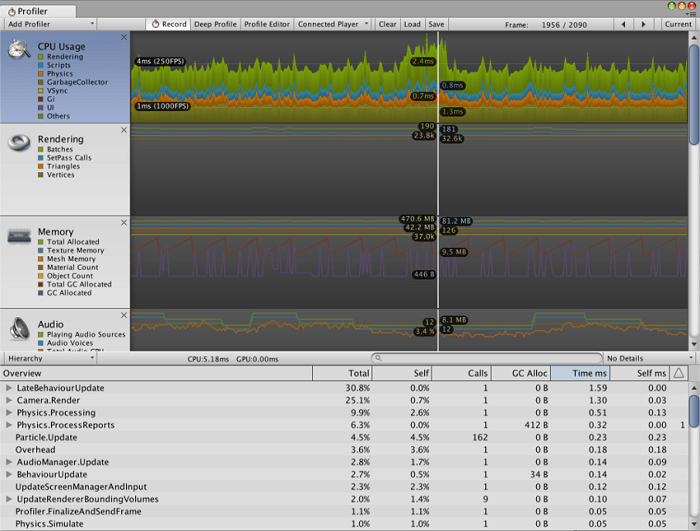 Profiler
Add Profiler Record Deep Profile Profile Editor Connected Player Clear Load Save Frame: 1956 / 2090 Current
CPU Usage
Rendering
Scripts
Physics
GarbageCollector
VSync
Gi
UI
Others
4ms (250FPS)
1ms (1000FPS)
2.4ms
0.8ms
0.7ms
1.3ms
Rendering
Batches
SetPass Calls
Triangles
Vertices
190 181
23.8k 32.6k
Memory
Total Allocated
Texture Memory
Mesh Memory
Material Count
Object Count
Total GC Allocated
GC Allocated
470.6 MB 81.2 MB
42.2 MB 126
37.0k
9.5 MB
446 B
Audio
Playing Audio Sources
Audio Voices
12 8.1 MB
3.4 % 12
Hierarchy CPU:5.18ms GPU:0.00ms No Details
Overview Total Self Calls GC Alloc Time ms Self ms
LateBehaviourUpdate 30.8% 0.0% 1 0 B 1.59 0.00
Camera.Render 25.1% 0.7% 1 0 B 1.30 0.03
Physics.Processing 9.9% 2.6% 1 0 B 0.51 0.13
Physics.ProcessReports 6.3% 0.0% 1 412 B 0.32 0.00 1
Particle.Update 4.5% 4.5% 162 0 B 0.23 0.23
Overhead 3.6% 3.6% 1 0 B 0.18 0.18
AudioManager.Update 2.8% 1.7% 1 0 B 0.14 0.09
BehaviourUpdate 2.7% 0.5% 1 34 B 0.14 0.02
UpdateScreenManagerAndInput 2.3% 2.3% 1 0 B 0.12 0.12
UpdateRendererBoundingVolumes 2.0% 1.4% 9 0 B 0.10 0.07
Profiler.FinalizeAndSendFrame 1.1% 1.1% 1 0 B 0.05 0.05
Physics.Simulate 1.0% 1.0% 1 0 B 0.05 0.05